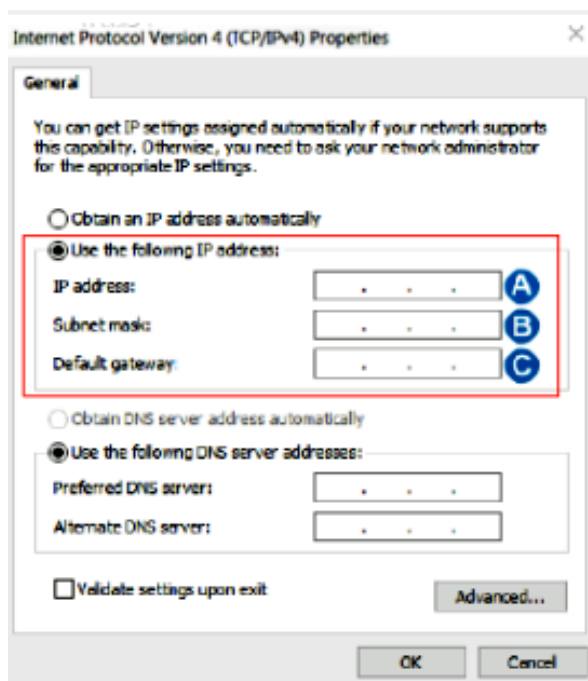 Internet Protocol Version 4 (TCP/IPv4) Properties
General
You can get IP settings assigned automatically if your network supports
this capability. Otherwise, you need to ask your network administrator
for the appropriate IP settings.
Obtain an IP address automatically
Use the following IP address:
IP address: . . . A
Subnet mask: . . . B
Default gateway: . . . C
Obtain DNS server address automatically
Use the following DNS server addresses:
Preferred DNS server: . . .
Alternate DNS server: . . .
Validate settings upon exit
Advanced...
OK Cancel